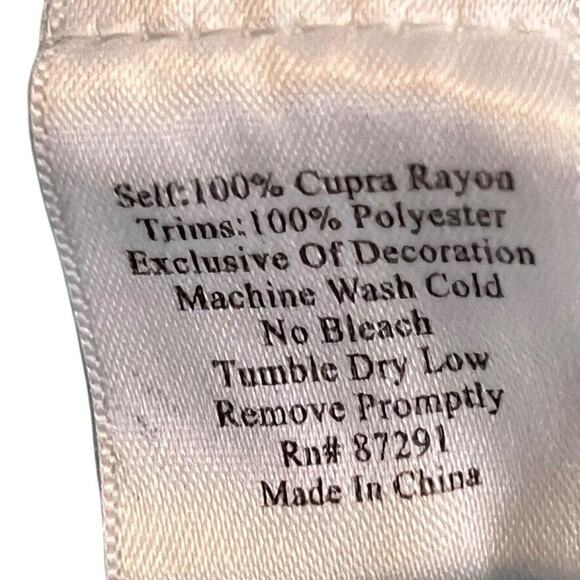 Self:100% Cupra Rayon
Trims:100% Polyester
Exclusive Of Decoration
Machine Wash Cold
No Bleach
Tumble Dry Low
Remove Promptly
Rn# 87291
Made In China